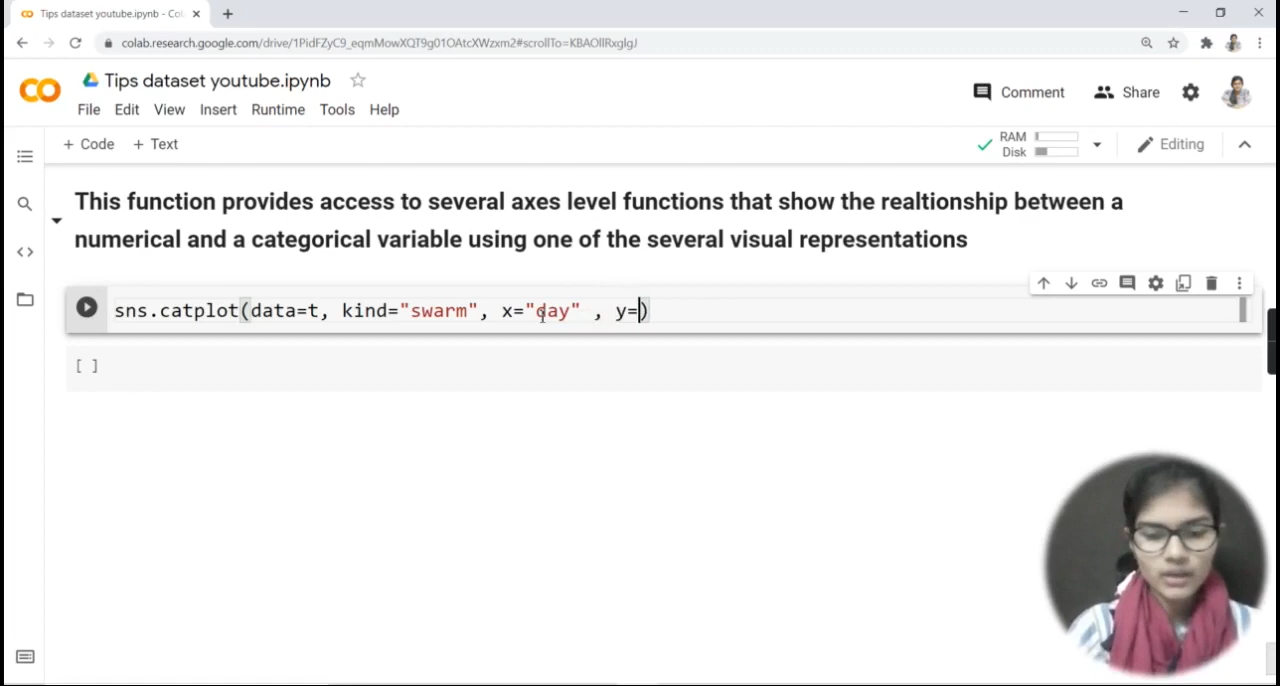 Tips dataset youtube.ipynb - Col
colab.research.google.com/drive/1PidFZyC9_eqmMowXQT9g01OAtcXWzxm2#scrollTo=KBAOllRxglgJ
Tips dataset youtube.ipynb
Comment
Share
File Edit View Insert Runtime Tools Help
+ Code + Text
RAM
Disk
Editing
This function provides access to several axes level functions that show the realtionship between a
numerical and a categorical variable using one of the several visual representations
sns.catplot(data=t, kind="swarm", x="day" , y=)
[ ]